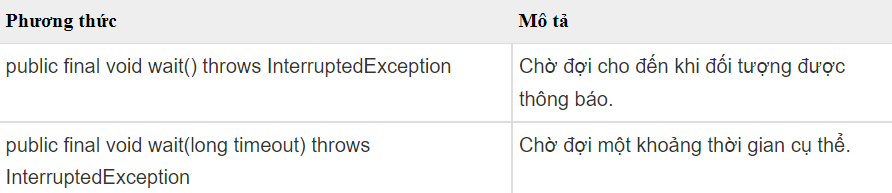 Phương thức
Mô tả
public final void wait() throws InterruptedException
Chờ đợi cho đến khi đối tượng được
thông báo.
public final void wait(long timeout) throws
InterruptedException
Chờ đợi một khoảng thời gian cụ thể.